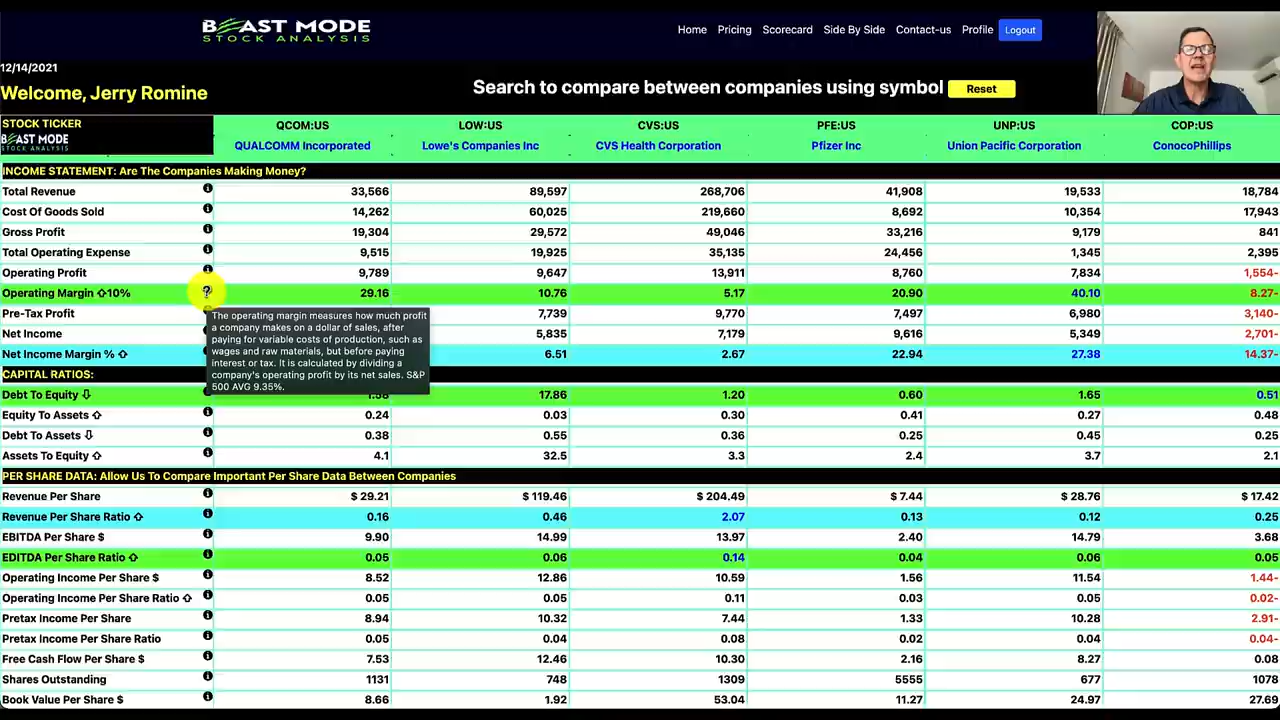 BEAST MODE
STOCK ANALYSIS
Home Pricing Scorecard Side By Side Contact-us Profile Logout
12/14/2021
Welcome, Jerry Romine
Search to compare between companies using symbol Reset
STOCK TICKER QCOM:US LOW:US CVS:US PFE:US UNP:US COP:US
BEAST MODE
STOCK ANALYSIS
QUALCOMM Incorporated Lowe's Companies Inc CVS Health Corporation Pfizer Inc Union Pacific Corporation ConocoPhillips
INCOME STATEMENT: Are The Companies Making Money?
Total Revenue 33,566 89,597 268,706 41,908 19,533 18,784
Cost Of Goods Sold 14,262 60,025 219,660 8,692 10,354 17,943
Gross Profit 19,304 29,572 49,046 33,216 9,179 841
Total Operating Expense 9,515 19,925 35,135 24,456 1,345 2,395
Operating Profit 9,789 9,647 13,911 8,760 7,834 1,554-
Operating Margin ⇧10% ? 29.16 10.76 5.17 20.90 40.10 8.27-
Pre-Tax Profit 7,739 9,770 7,497 6,980 3,140-
Net Income 5,835 7,179 9,616 5,349 2,701-
Net Income Margin % ⇧ 6.51 2.67 22.94 27.38 14.37-
The operating margin measures how much profit
a company makes on a dollar of sales, after
paying for variable costs of production, such as
wages and raw materials, but before paying
interest or tax. It is calculated by dividing a
company's operating profit by its net sales. S&P
500 AVG 9.35%.
CAPITAL RATIOS:
Debt To Equity ⇩ 1.58 17.86 1.20 0.60 1.65 0.51
Equity To Assets ⇧ 0.24 0.03 0.30 0.41 0.27 0.48
Debt To Assets ⇩ 0.38 0.55 0.36 0.25 0.45 0.25
Assets To Equity ⇧ 4.1 32.5 3.3 2.4 3.7 2.1
PER SHARE DATA: Allow Us To Compare Important Per Share Data Between Companies
Revenue Per Share $ 29.21 $ 119.46 $ 204.49 $ 7.44 $ 28.76 $ 17.42
Revenue Per Share Ratio ⇧ 0.16 0.46 2.07 0.13 0.12 0.25
EBITDA Per Share $ 9.90 14.99 13.97 2.40 14.79 3.68
EDITDA Per Share Ratio ⇧ 0.05 0.06 0.14 0.04 0.06 0.05
Operating Income Per Share $ 8.52 12.86 10.59 1.56 11.54 1.44-
Operating Income Per Share Ratio ⇧ 0.05 0.05 0.11 0.03 0.05 0.02-
Pretax Income Per Share 8.94 10.32 7.44 1.33 10.28 2.91-
Pretax Income Per Share Ratio 0.05 0.04 0.08 0.02 0.04 0.04-
Free Cash Flow Per Share $ 7.53 12.46 10.30 2.16 8.27 0.08
Shares Outstanding 1131 748 1309 5555 677 1078
Book Value Per Share $ 8.66 1.92 53.04 11.27 24.97 27.69